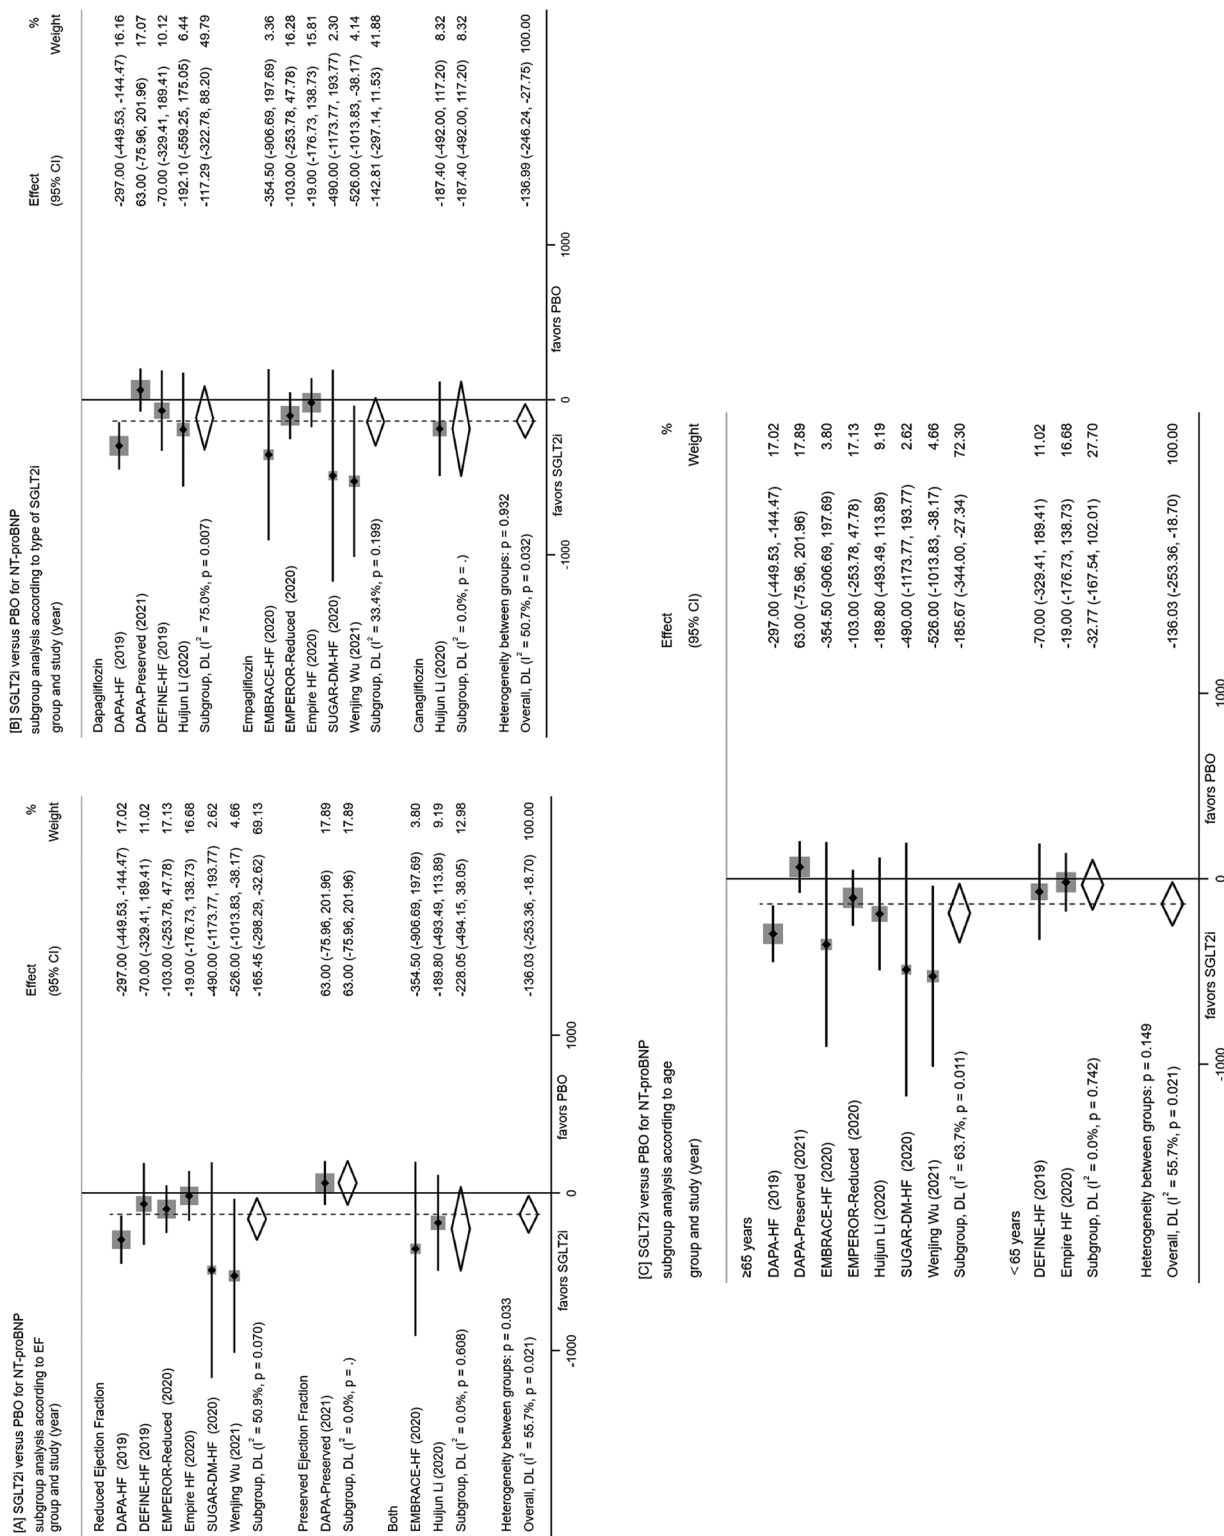 [A] SGLT2i versus PBO for NT-proBNP
subgroup analysis according to EF
group and study (year)
Effect
(95% CI)
%
Weight
Reduced Ejection Fraction
DAPA-HF (2019) -297.00 (-449.53, -144.47) 17.02
DEFINE-HF (2019) -70.00 (-329.41, 189.41) 11.02
EMPEROR-Reduced (2020) -103.00 (-253.78, 47.78) 17.13
Empire HF (2020) -19.00 (-176.73, 138.73) 16.68
SUGAR-DM-HF (2020) -490.00 (-1173.77, 193.77) 2.62
Wenjing Wu (2021) -526.00 (-1013.83, -38.17) 4.66
Subgroup, DL (I² = 50.9%, p = 0.070) -165.45 (-298.29, -32.62) 69.13
Preserved Ejection Fraction
DAPA-Preserved (2021) 63.00 (-75.96, 201.96) 17.89
Subgroup, DL (I² = 0.0%, p = .) 63.00 (-75.96, 201.96) 17.89
Both
EMBRACE-HF (2020) -354.50 (-906.69, 197.69) 3.80
Huijun Li (2020) -189.80 (-493.49, 113.89) 9.19
Subgroup, DL (I² = 0.0%, p = 0.608) -228.05 (-494.15, 38.05) 12.98
Heterogeneity between groups: p = 0.033
Overall, DL (I² = 55.7%, p = 0.021) -136.03 (-253.36, -18.70) 100.00
-1000 0 1000
favors SGLT2i favors PBO
[B] SGLT2i versus PBO for NT-proBNP
subgroup analysis according to type of SGLT2i
group and study (year)
Effect
(95% CI)
%
Weight
Dapagliflozin
DAPA-HF (2019) -297.00 (-449.53, -144.47) 16.16
DAPA-Preserved (2021) 63.00 (-75.96, 201.96) 17.07
DEFINE-HF (2019) -70.00 (-329.41, 189.41) 10.12
Huijun Li (2020) -192.10 (-559.25, 175.05) 6.44
Subgroup, DL (I² = 75.0%, p = 0.007) -117.29 (-322.78, 88.20) 49.79
Empagliflozin
EMBRACE-HF (2020) -354.50 (-906.69, 197.69) 3.36
EMPEROR-Reduced (2020) -103.00 (-253.78, 47.78) 16.28
Empire HF (2020) -19.00 (-176.73, 138.73) 15.81
SUGAR-DM-HF (2020) -490.00 (-1173.77, 193.77) 2.30
Wenjing Wu (2021) -526.00 (-1013.83, -38.17) 4.14
Subgroup, DL (I² = 33.4%, p = 0.199) -142.81 (-297.14, 11.53) 41.88
Canagliflozin
Huijun Li (2020) -187.40 (-492.00, 117.20) 8.32
Subgroup, DL (I² = 0.0%, p = .) -187.40 (-492.00, 117.20) 8.32
Heterogeneity between groups: p = 0.932
Overall, DL (I² = 50.7%, p = 0.032) -136.99 (-246.24, -27.75) 100.00
-1000 0 1000
favors SGLT2i favors PBO
[C] SGLT2i versus PBO for NT-proBNP
subgroup analysis according to age
group and study (year)
Effect
(95% CI)
%
Weight
≥65 years
DAPA-HF (2019) -297.00 (-449.53, -144.47) 17.02
DAPA-Preserved (2021) 63.00 (-75.96, 201.96) 17.89
EMBRACE-HF (2020) -354.50 (-906.69, 197.69) 3.80
EMPEROR-Reduced (2020) -103.00 (-253.78, 47.78) 17.13
Huijun Li (2020) -189.80 (-493.49, 113.89) 9.19
SUGAR-DM-HF (2020) -490.00 (-1173.77, 193.77) 2.62
Wenjing Wu (2021) -526.00 (-1013.83, -38.17) 4.66
Subgroup, DL (I² = 63.7%, p = 0.011) -185.67 (-344.00, -27.34) 72.30
<65 years
DEFINE-HF (2019) -70.00 (-329.41, 189.41) 11.02
Empire HF (2020) -19.00 (-176.73, 138.73) 16.68
Subgroup, DL (I² = 0.0%, p = 0.742) -32.77 (-167.54, 102.01) 27.70
Heterogeneity between groups: p = 0.149
Overall, DL (I² = 55.7%, p = 0.021) -136.03 (-253.36, -18.70) 100.00
-1000 0 1000
favors SGLT2i favors PBO